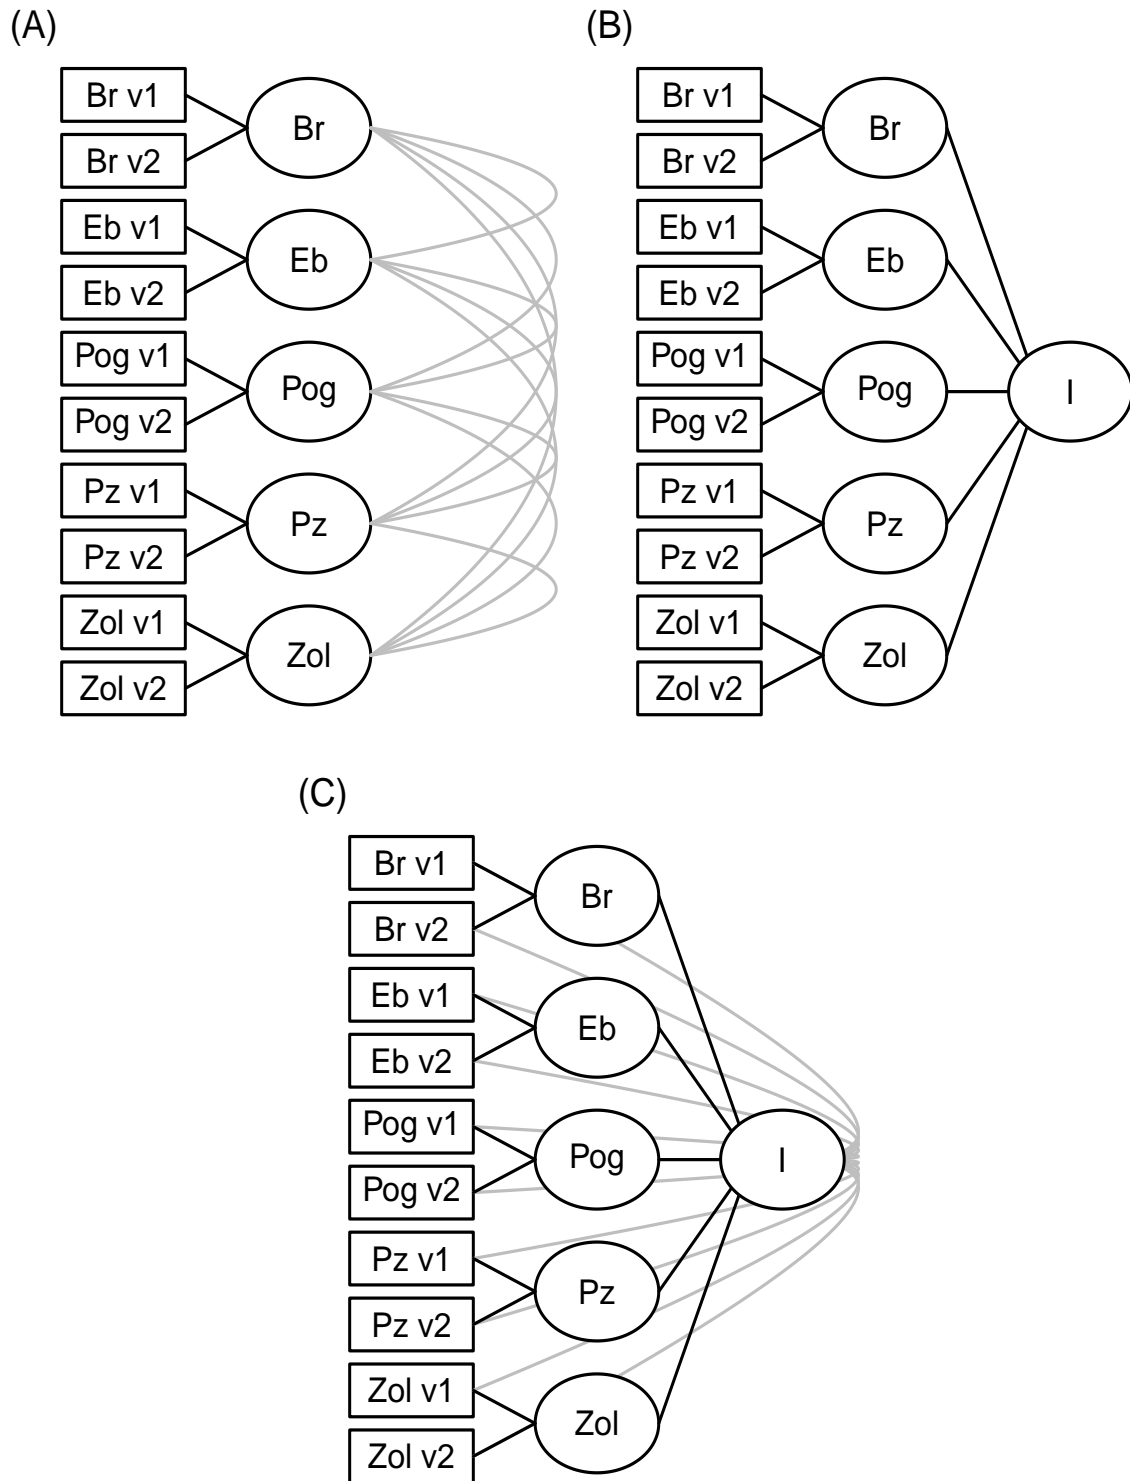 (A)
Br v1
Br v2
Eb v1
Eb v2
Pog v1
Pog v2
Pz v1
Pz v2
Zol v1
Zol v2
Br
Eb
Pog
Pz
Zol
(B)
Br v1
Br v2
Eb v1
Eb v2
Pog v1
Pog v2
Pz v1
Pz v2
Zol v1
Zol v2
Br
Eb
Pog
Pz
Zol
I
(C)
Br v1
Br v2
Eb v1
Eb v2
Pog v1
Pog v2
Pz v1
Pz v2
Zol v1
Zol v2
Br
Eb
Pog
Pz
Zol
I